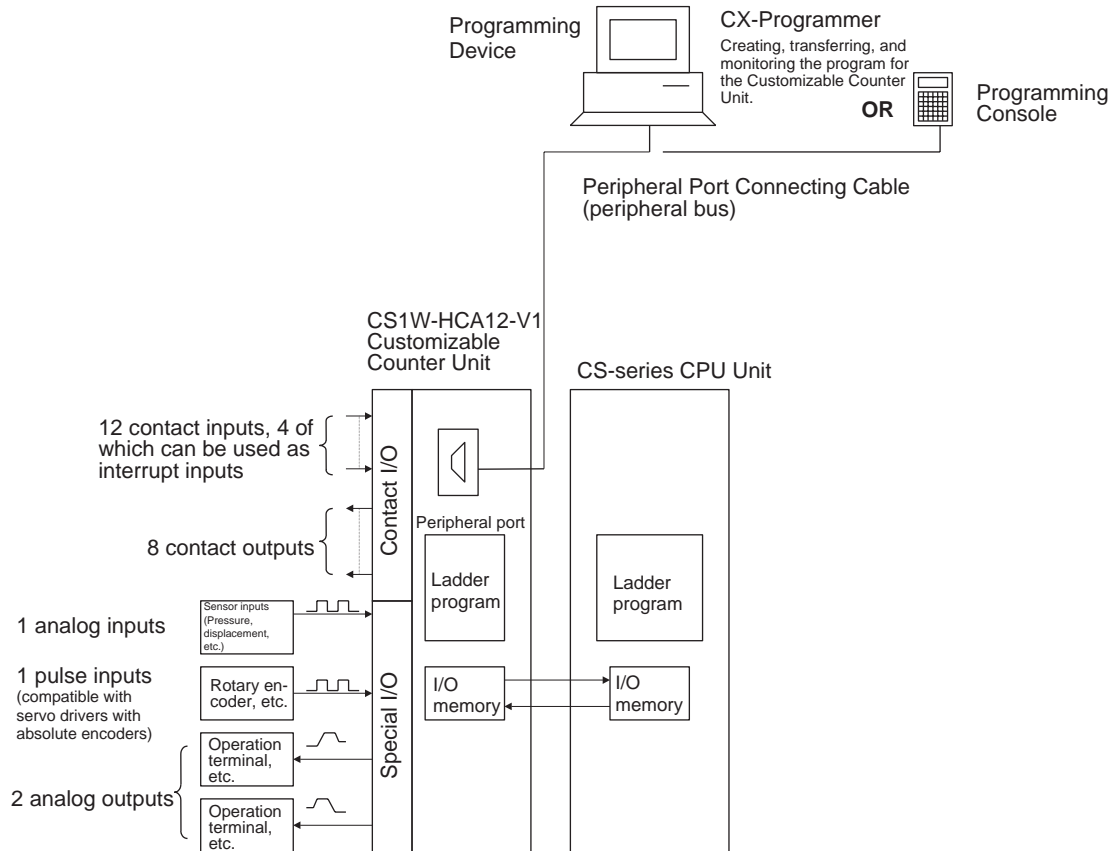 Programming
Device
CX-Programmer
Creating, transferring, and
monitoring the program for
the Customizable Counter
Unit.
OR
Programming
Console
Peripheral Port Connecting Cable
(peripheral bus)
CS1W-HCA12-V1
Customizable
Counter Unit
CS-series CPU Unit
12 contact inputs, 4 of
which can be used as
interrupt inputs
8 contact outputs
Contact I/O
Peripheral port
Ladder
program
Ladder
program
1 analog inputs
Sensor inputs
(Pressure,
displacement,
etc.)
1 pulse inputs
(compatible with
servo drivers with
absolute encoders)
Rotary en-
coder, etc.
Special I/O
I/O
memory
I/O
memory
2 analog outputs
Operation
terminal,
etc.
Operation
terminal,
etc.